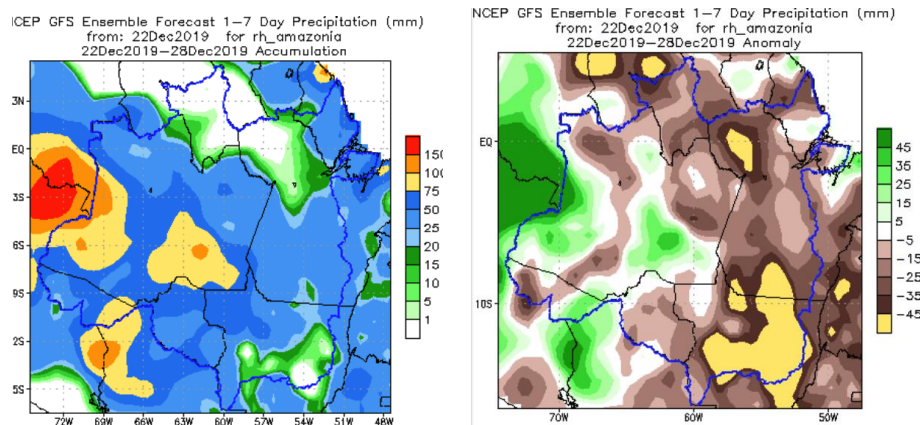 NCEP GFS Ensemble Forecast 1-7 Day Precipitation (mm)
from: 22Dec2019 for rh_amazonia
22Dec2019-28Dec2019 Accumulation
3N
EQ
3S
6S
9S
2S
5S
72W 69W 66W 63W 60W 57W 54W 51W 48W
150
100
75
50
25
20
15
10
5
1
NCEP GFS Ensemble Forecast 1-7 Day Precipitation (mm)
from: 22Dec2019 for rh_amazonia
22Dec2019-28Dec2019 Anomaly
EQ
10S
70W 60W 50W
45
35
25
15
5
-5
-15
-25
-35
-45